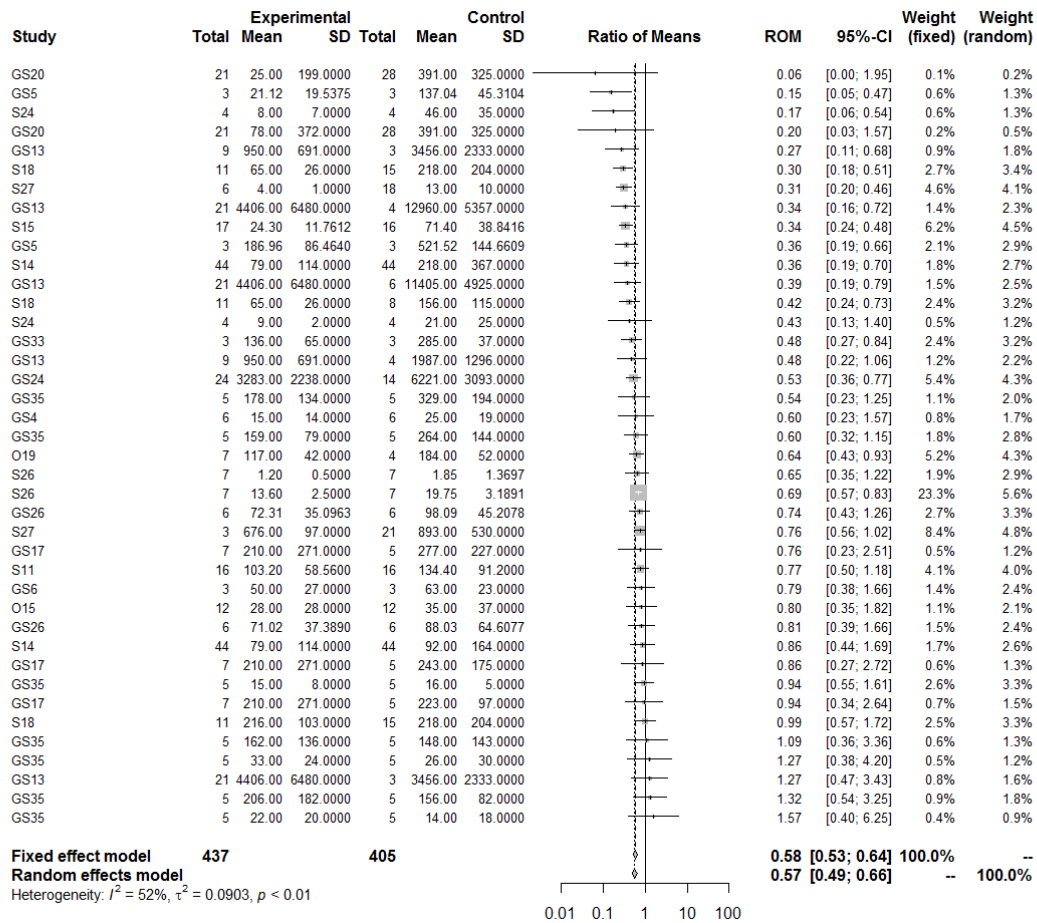 Experimental Control Weight Weight
Study Total Mean SD Total Mean SD Ratio of Means ROM 95%-CI (fixed) (random)
GS20 21 25.00 199.0000 28 391.00 325.0000 0.06 [0.00; 1.95] 0.1% 0.2%
GS5 3 21.12 19.5375 3 137.04 45.3104 0.15 [0.05; 0.47] 0.6% 1.3%
S24 4 8.00 7.0000 4 46.00 35.0000 0.17 [0.06; 0.54] 0.6% 1.3%
GS20 21 78.00 372.0000 28 391.00 325.0000 0.20 [0.03; 1.57] 0.2% 0.5%
GS13 9 950.00 691.0000 3 3456.00 2333.0000 0.27 [0.11; 0.68] 0.9% 1.8%
S18 11 65.00 26.0000 15 218.00 204.0000 0.30 [0.18; 0.51] 2.7% 3.4%
S27 6 4.00 1.0000 18 13.00 10.0000 0.31 [0.20; 0.46] 4.6% 4.1%
GS13 21 4406.00 6480.0000 4 12960.00 5357.0000 0.34 [0.16; 0.72] 1.4% 2.3%
S15 17 24.30 11.7612 16 71.40 38.8416 0.34 [0.24; 0.48] 6.2% 4.5%
GS5 3 186.96 86.4640 3 521.52 144.6609 0.36 [0.19; 0.66] 2.1% 2.9%
S14 44 79.00 114.0000 44 218.00 367.0000 0.36 [0.19; 0.70] 1.8% 2.7%
GS13 21 4406.00 6480.0000 6 11405.00 4925.0000 0.39 [0.19; 0.79] 1.6% 2.5%
S18 11 65.00 26.0000 8 156.00 115.0000 0.42 [0.24; 0.73] 2.4% 3.2%
S24 4 9.00 2.0000 4 21.00 25.0000 0.43 [0.13; 1.40] 0.5% 1.2%
GS33 3 136.00 65.0000 3 285.00 37.0000 0.48 [0.27; 0.84] 2.4% 3.2%
GS13 9 950.00 691.0000 4 1987.00 1296.0000 0.48 [0.22; 1.06] 1.2% 2.2%
GS24 24 3283.00 2238.0000 14 6221.00 3093.0000 0.53 [0.36; 0.77] 5.4% 4.3%
GS35 5 178.00 134.0000 5 329.00 194.0000 0.54 [0.23; 1.25] 1.1% 2.0%
GS4 6 15.00 14.0000 6 25.00 19.0000 0.60 [0.23; 1.57] 0.8% 1.7%
GS35 5 159.00 79.0000 5 264.00 144.0000 0.60 [0.32; 1.15] 1.8% 2.8%
O19 7 117.00 42.0000 4 184.00 52.0000 0.64 [0.43; 0.93] 5.2% 4.3%
S26 7 1.20 0.5000 7 1.85 1.3697 0.65 [0.35; 1.22] 1.9% 2.9%
S26 7 13.60 2.5000 7 19.75 3.1891 0.69 [0.57; 0.83] 23.3% 5.6%
GS26 6 72.31 35.0963 6 98.09 45.2078 0.74 [0.43; 1.26] 2.7% 3.3%
S27 3 676.00 97.0000 21 893.00 530.0000 0.76 [0.56; 1.02] 8.4% 4.8%
GS17 7 210.00 271.0000 5 277.00 227.0000 0.76 [0.23; 2.51] 0.5% 1.2%
S11 16 103.20 58.5600 16 134.40 91.2000 0.77 [0.50; 1.18] 4.1% 4.0%
GS6 3 50.00 27.0000 3 63.00 23.0000 0.79 [0.38; 1.66] 1.4% 2.4%
O15 12 28.00 28.0000 12 35.00 37.0000 0.80 [0.35; 1.82] 1.1% 2.1%
GS26 6 71.02 37.3890 6 88.03 64.6077 0.81 [0.39; 1.66] 1.5% 2.4%
S14 44 79.00 114.0000 44 92.00 164.0000 0.86 [0.44; 1.69] 1.7% 2.6%
GS17 7 210.00 271.0000 5 243.00 175.0000 0.86 [0.27; 2.72] 0.6% 1.3%
GS35 5 15.00 8.0000 5 16.00 5.0000 0.94 [0.55; 1.61] 2.6% 3.3%
GS17 7 210.00 271.0000 5 223.00 97.0000 0.94 [0.34; 2.64] 0.7% 1.5%
S18 11 216.00 103.0000 15 218.00 204.0000 0.99 [0.57; 1.72] 2.5% 3.3%
GS35 5 162.00 136.0000 5 148.00 143.0000 1.09 [0.36; 3.36] 0.6% 1.3%
GS35 5 33.00 24.0000 5 26.00 30.0000 1.27 [0.38; 4.20] 0.5% 1.2%
GS13 21 4406.00 6480.0000 3 3456.00 2333.0000 1.27 [0.47; 3.43] 0.8% 1.6%
GS35 5 206.00 182.0000 5 156.00 82.0000 1.32 [0.54; 3.25] 0.9% 1.8%
GS35 5 22.00 20.0000 5 14.00 18.0000 1.57 [0.40; 6.25] 0.4% 0.9%
Fixed effect model 437 405 0.58 [0.53; 0.64] 100.0% --
Random effects model 0.57 [0.49; 0.66] -- 100.0%
Heterogeneity: I² = 52%, τ² = 0.0903, p < 0.01
0.01 0.1 1 10 100